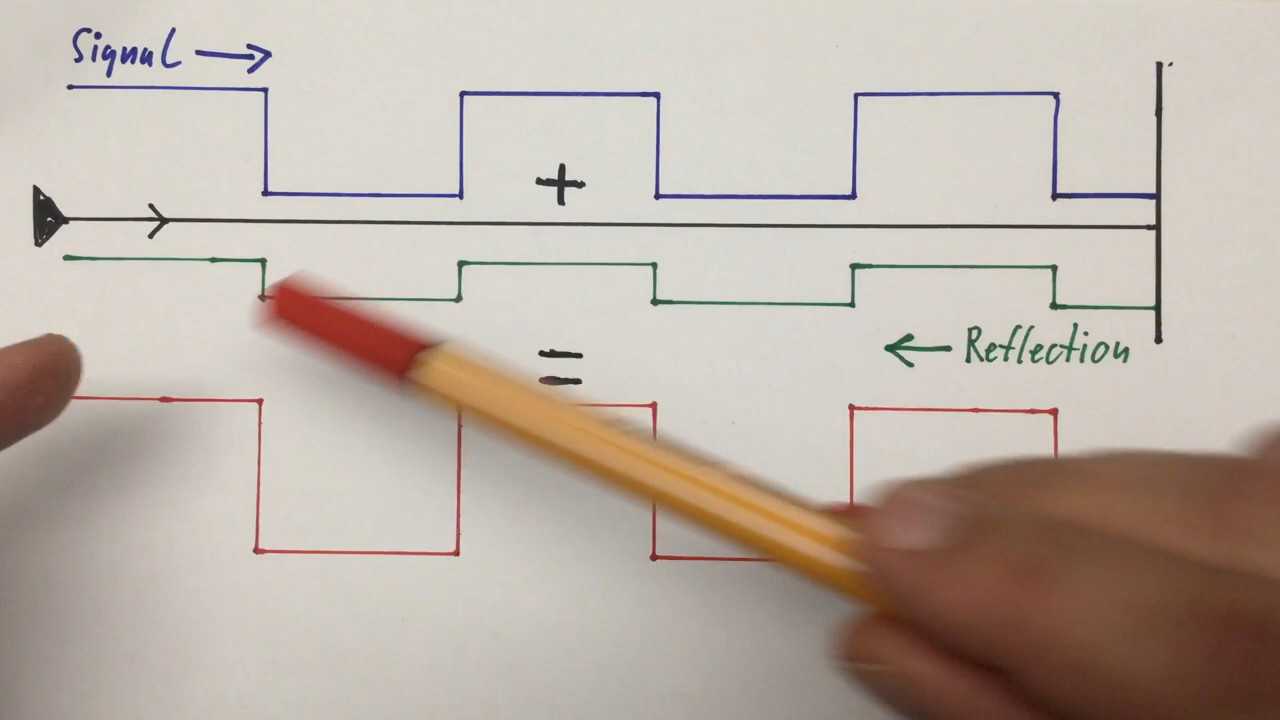 Signal →
+
=
← Reflection